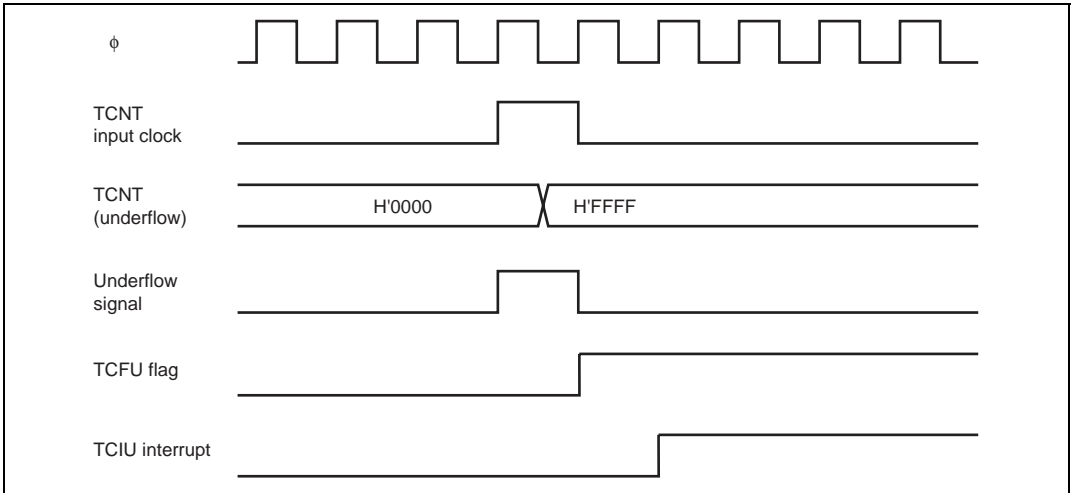 ϕ
TCNT
input clock
TCNT
(underflow)
H'0000
H'FFFF
Underflow
signal
TCFU flag
TCIU interrupt